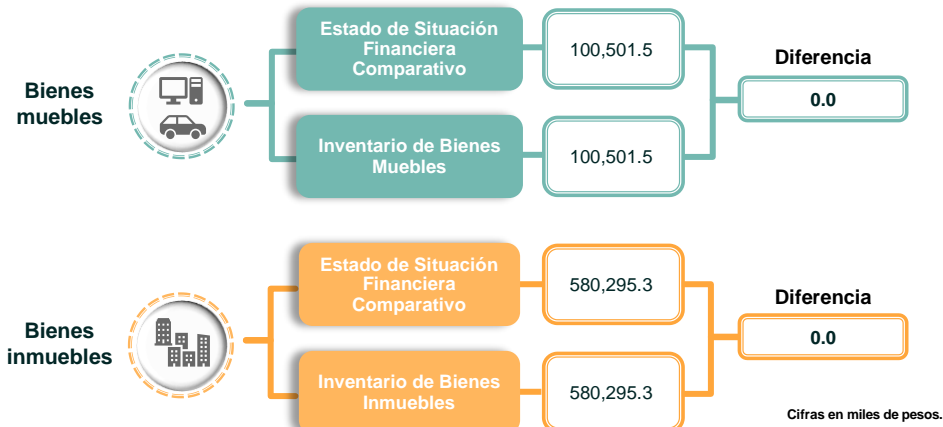 Bienes
muebles
Estado de Situación
Financiera
Comparativo
100,501.5
Inventario de Bienes
Muebles
100,501.5
Diferencia
0.0
Bienes
inmuebles
Estado de Situación
Financiera
Comparativo
580,295.3
Inventario de Bienes
Inmuebles
580,295.3
Diferencia
0.0
Cifras en miles de pesos.